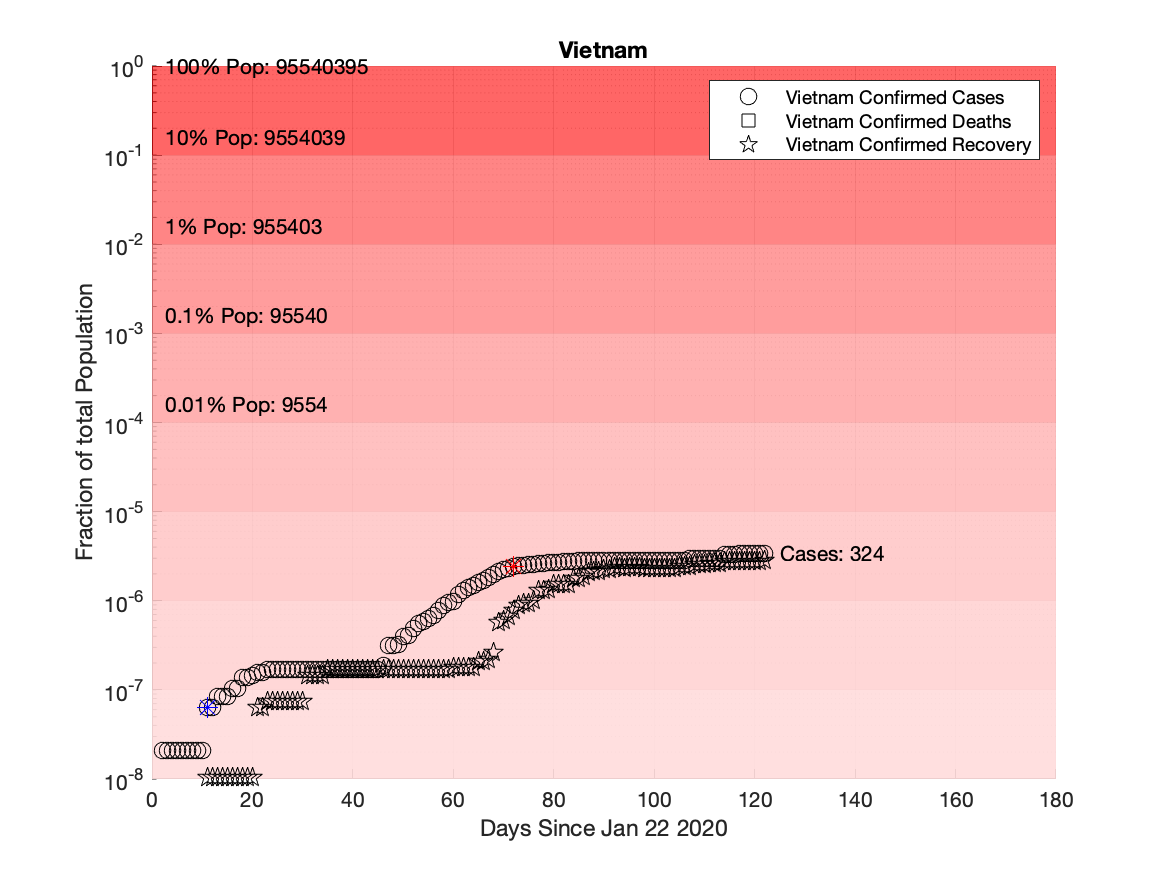 Vietnam
10^0
100% Pop: 95540395
Vietnam Confirmed Cases
Vietnam Confirmed Deaths
Vietnam Confirmed Recovery
10% Pop: 9554039
10^-1
1% Pop: 955403
10^-2
0.1% Pop: 95540
10^-3
0.01% Pop: 9554
10^-4
10^-5
Cases: 324
10^-6
10^-7
10^-8
Fraction of total Population
0 20 40 60 80 100 120 140 160 180
Days Since Jan 22 2020